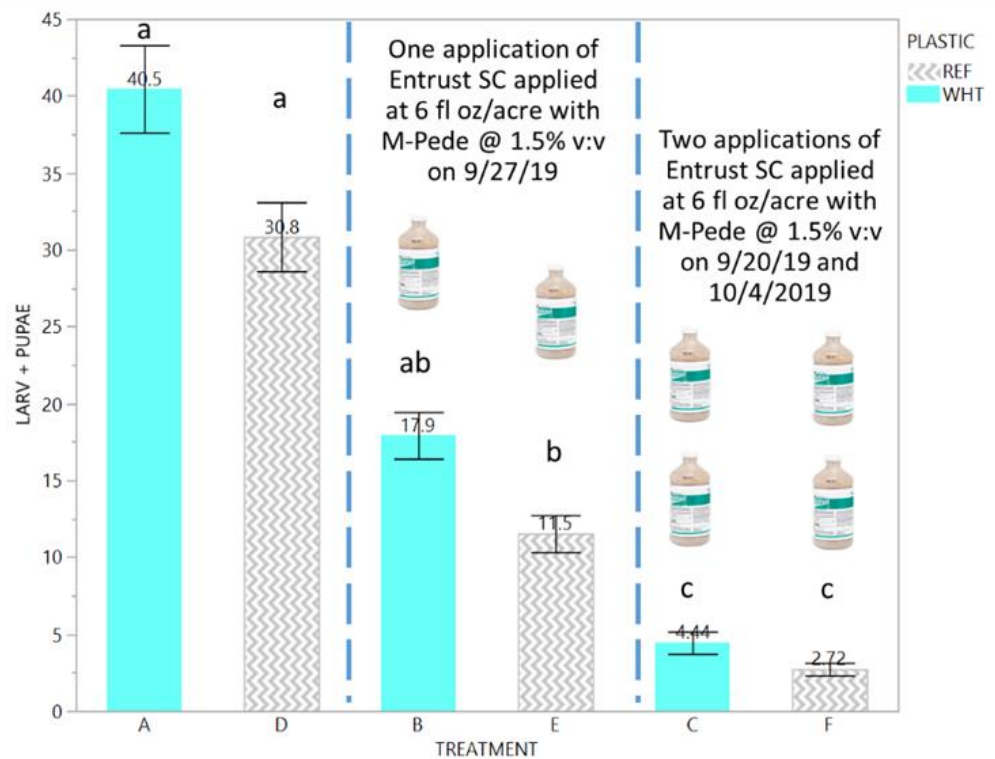 45
40
35
30
25
20
15
10
5
0
LARV + PUPAE
a
40.5
a
30.8
One application of
Entrust SC applied
at 6 fl oz/acre with
M-Pede @ 1.5% v:v
on 9/27/19
ab
17.9
b
11.5
Two applications of
Entrust SC applied
at 6 fl oz/acre with
M-Pede @ 1.5% v:v
on 9/20/19 and
10/4/2019
c
4.44
c
2.72
PLASTIC
REF
WHT
A D B E C F
TREATMENT